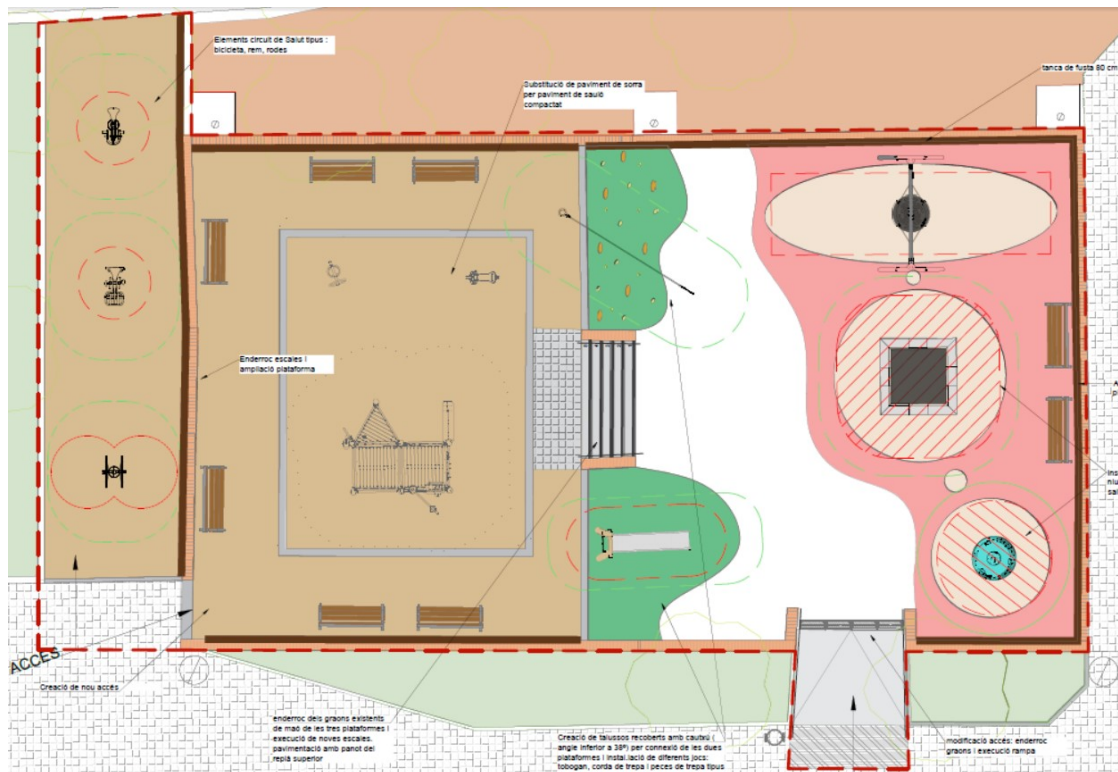 Elements circuit de Salut tipus :
bicicleta, rem, rodes
Substitució de paviment de sorra
per paviment de sauló
compactat
tanca de fusta 80 cm
Enderroc escales i
ampliació plataforma
A
p
ins
niu
sal
ACCÉS
Creació de nou accés
enderroc dels graons existents
de maó de les tres plataformes i
execució de noves escales.
pavimentació amb panot del
replà superior
Creació de talussos recoberts amb cautxú (
angle inferior a 38º) per connexió de les dues
plataformes i instal.lació de diferents jocs:
tobogan, corda de trepa i peces de trepa tipus
modificació accés: enderroc
graons i execució rampa